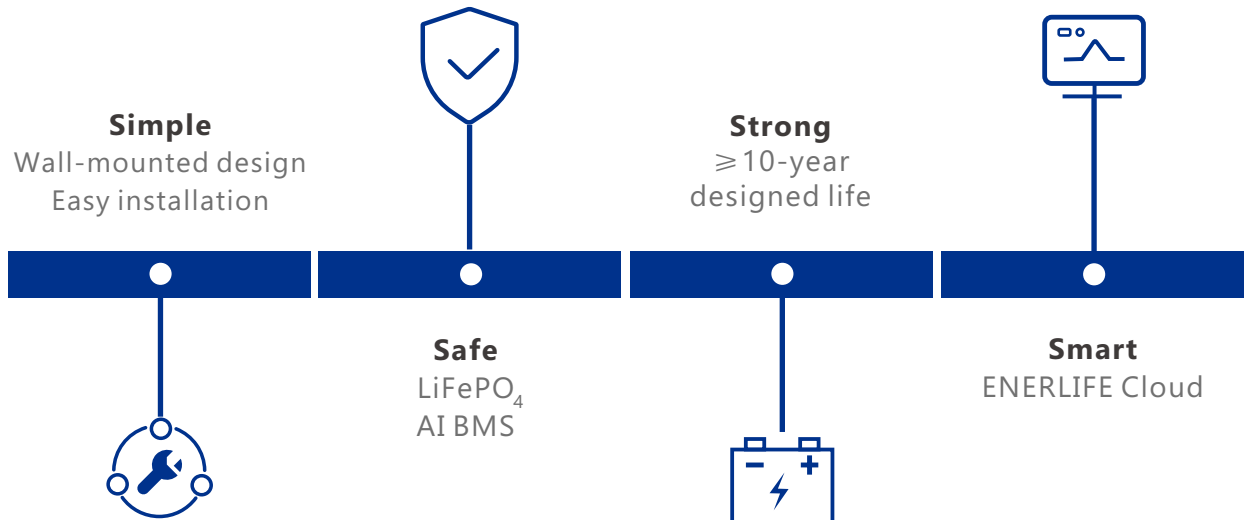 Simple
Wall-mounted design
Easy installation
Safe
LiFePO₄
AI BMS
Strong
≥10-year
designed life
Smart
ENERLIFE Cloud